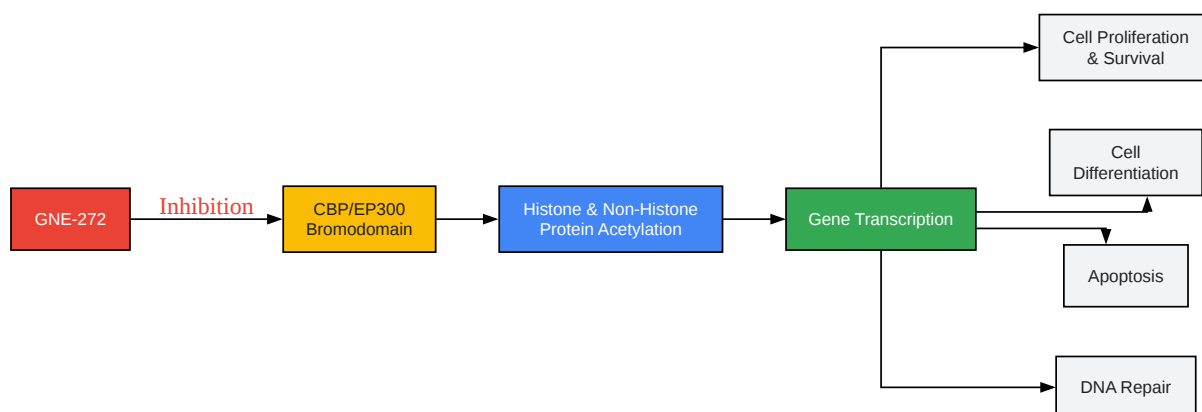 GNE-272
Inhibition
CBP/EP300
Bromodomain
Histone & Non-Histone
Protein Acetylation
Gene Transcription
Cell Proliferation
& Survival
Cell
Differentiation
Apoptosis
DNA Repair